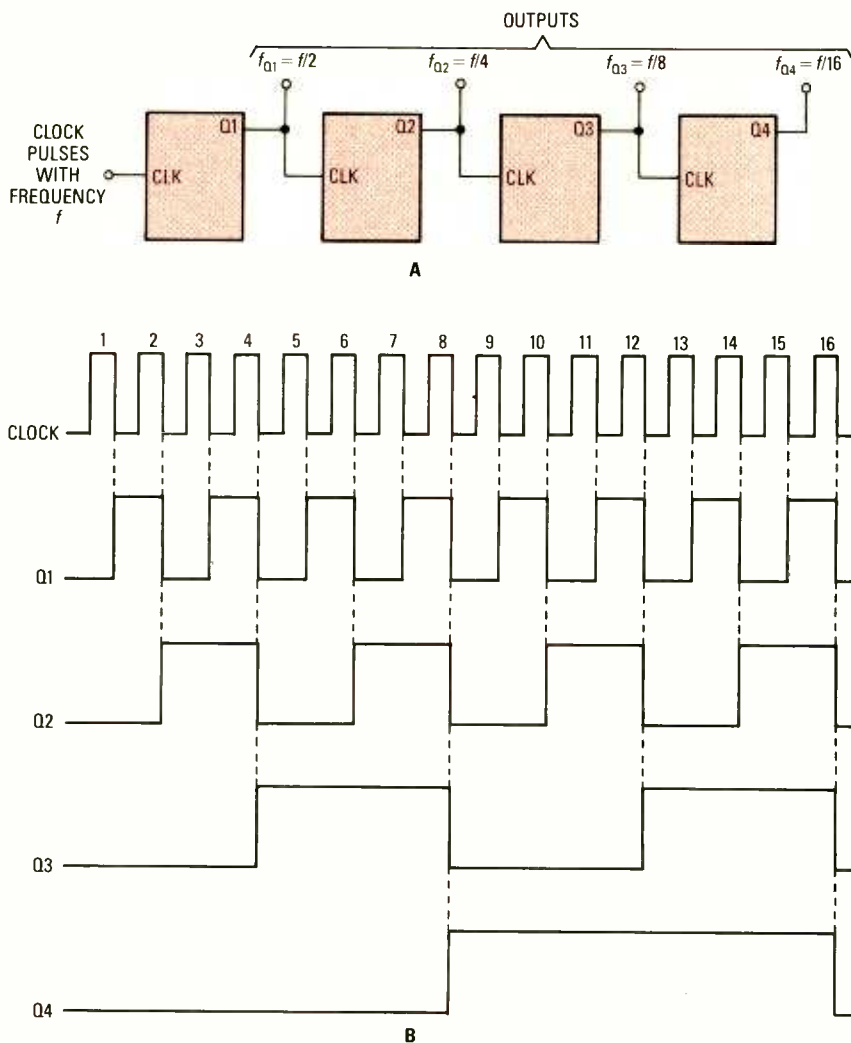 OUTPUTS
fQ1 = f/2
fQ2 = f/4
fQ3 = f/8
fQ4 = f/16
CLOCK
PULSES
WITH
FREQUENCY
f
Q1
CLK
Q2
CLK
Q3
CLK
Q4
CLK
A
1 2 3 4 5 6 7 8 9 10 11 12 13 14 15 16
CLOCK
Q1
Q2
Q3
Q4
B